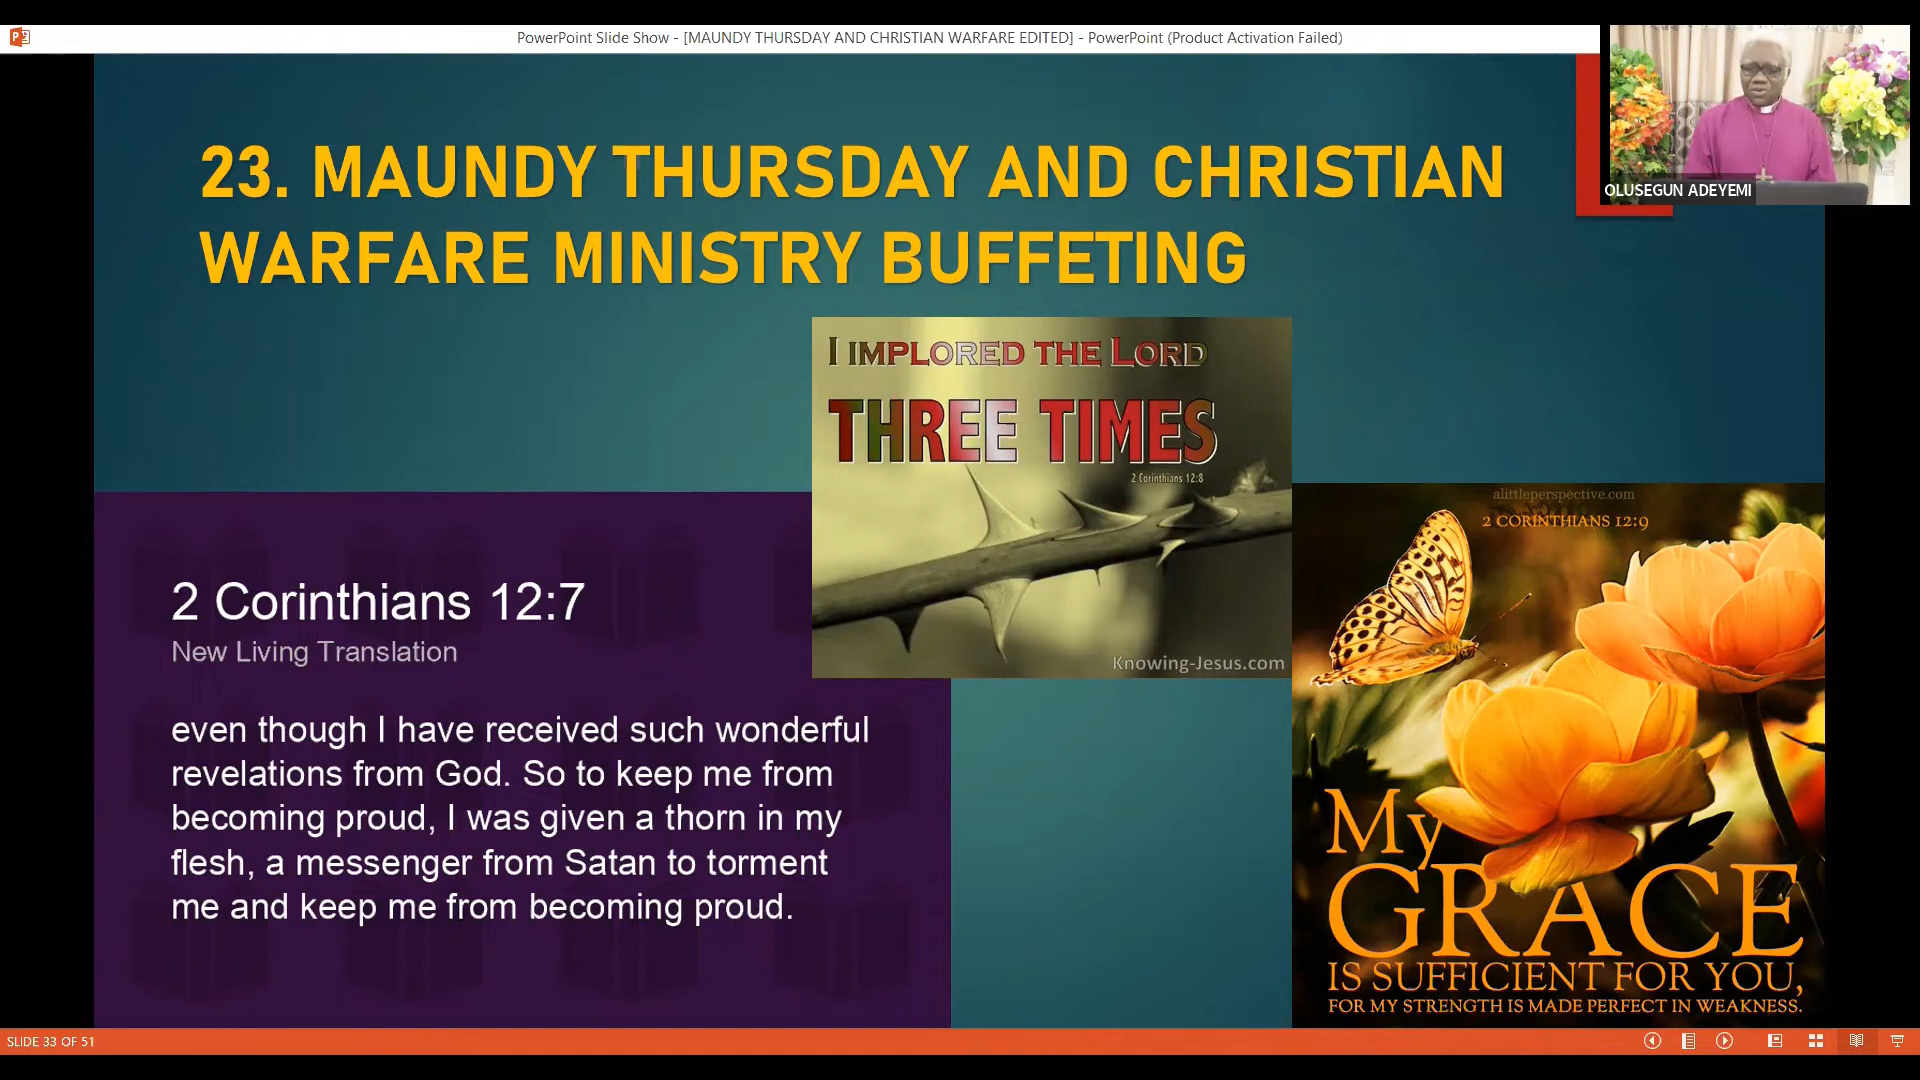 PowerPoint Slide Show - [MAUNDY THURSDAY AND CHRISTIAN WARFARE EDITED] - PowerPoint (Product Activation Failed)
OLUSEGUN ADEYEMI
23. MAUNDY THURSDAY AND CHRISTIAN
WARFARE MINISTRY BUFFETING
I IMPLORED THE LORD
THREE TIMES
2 Corinthians 12:8
Knowing-Jesus.com
2 Corinthians 12:7
New Living Translation
even though I have received such wonderful
revelations from God. So to keep me from
becoming proud, I was given a thorn in my
flesh, a messenger from Satan to torment
me and keep me from becoming proud.
alittleperspective.com
2 CORINTHIANS 12:9
MY
GRACE
IS SUFFICIENT FOR YOU,
FOR MY STRENGTH IS MADE PERFECT IN WEAKNESS.
SLIDE 33 OF 51